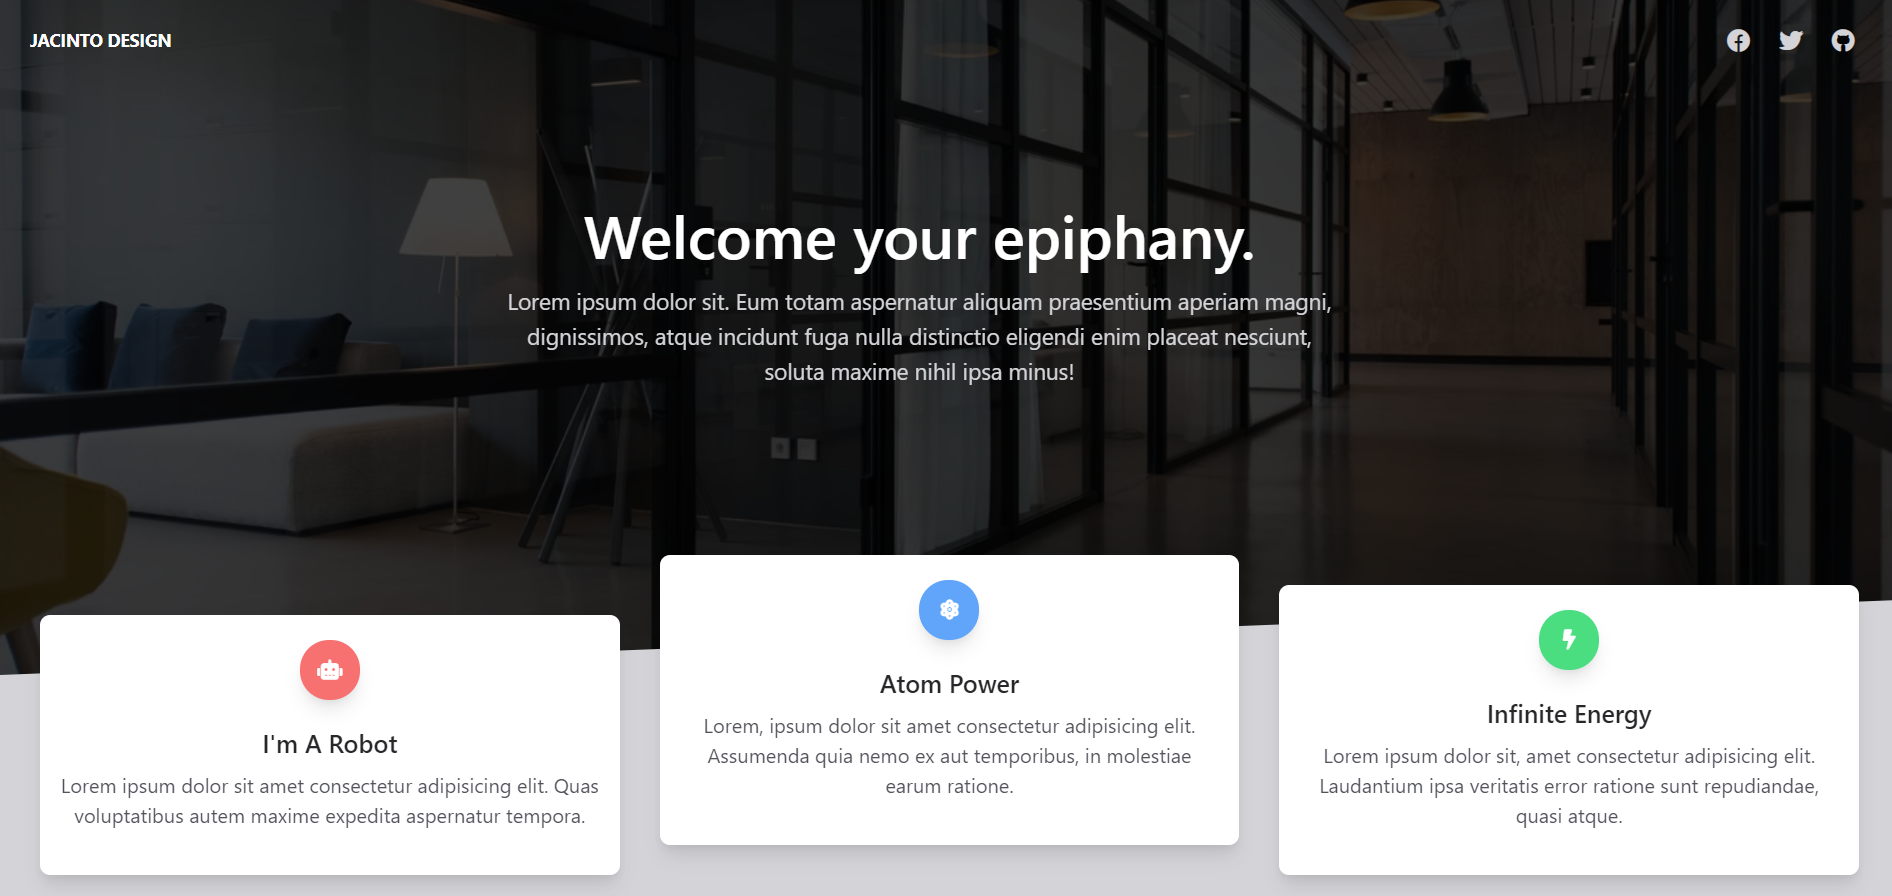 JACINTO DESIGN
Welcome your epiphany.
Lorem ipsum dolor sit. Eum totam aspernatur aliquam praesentium aperiam magni,
dignissimos, atque incidunt fuga nulla distinctio eligendi enim placeat nesciunt,
soluta maxime nihil ipsa minus!
I'm A Robot
Lorem ipsum dolor sit amet consectetur adipisicing elit. Quas
voluptatibus autem maxime expedita aspernatur tempora.
Atom Power
Lorem, ipsum dolor sit amet consectetur adipisicing elit.
Assumenda quia nemo ex aut temporibus, in molestiae
earum ratione.
Infinite Energy
Lorem ipsum dolor sit, amet consectetur adipisicing elit.
Laudantium ipsa veritatis error ratione sunt repudiandae,
quasi atque.